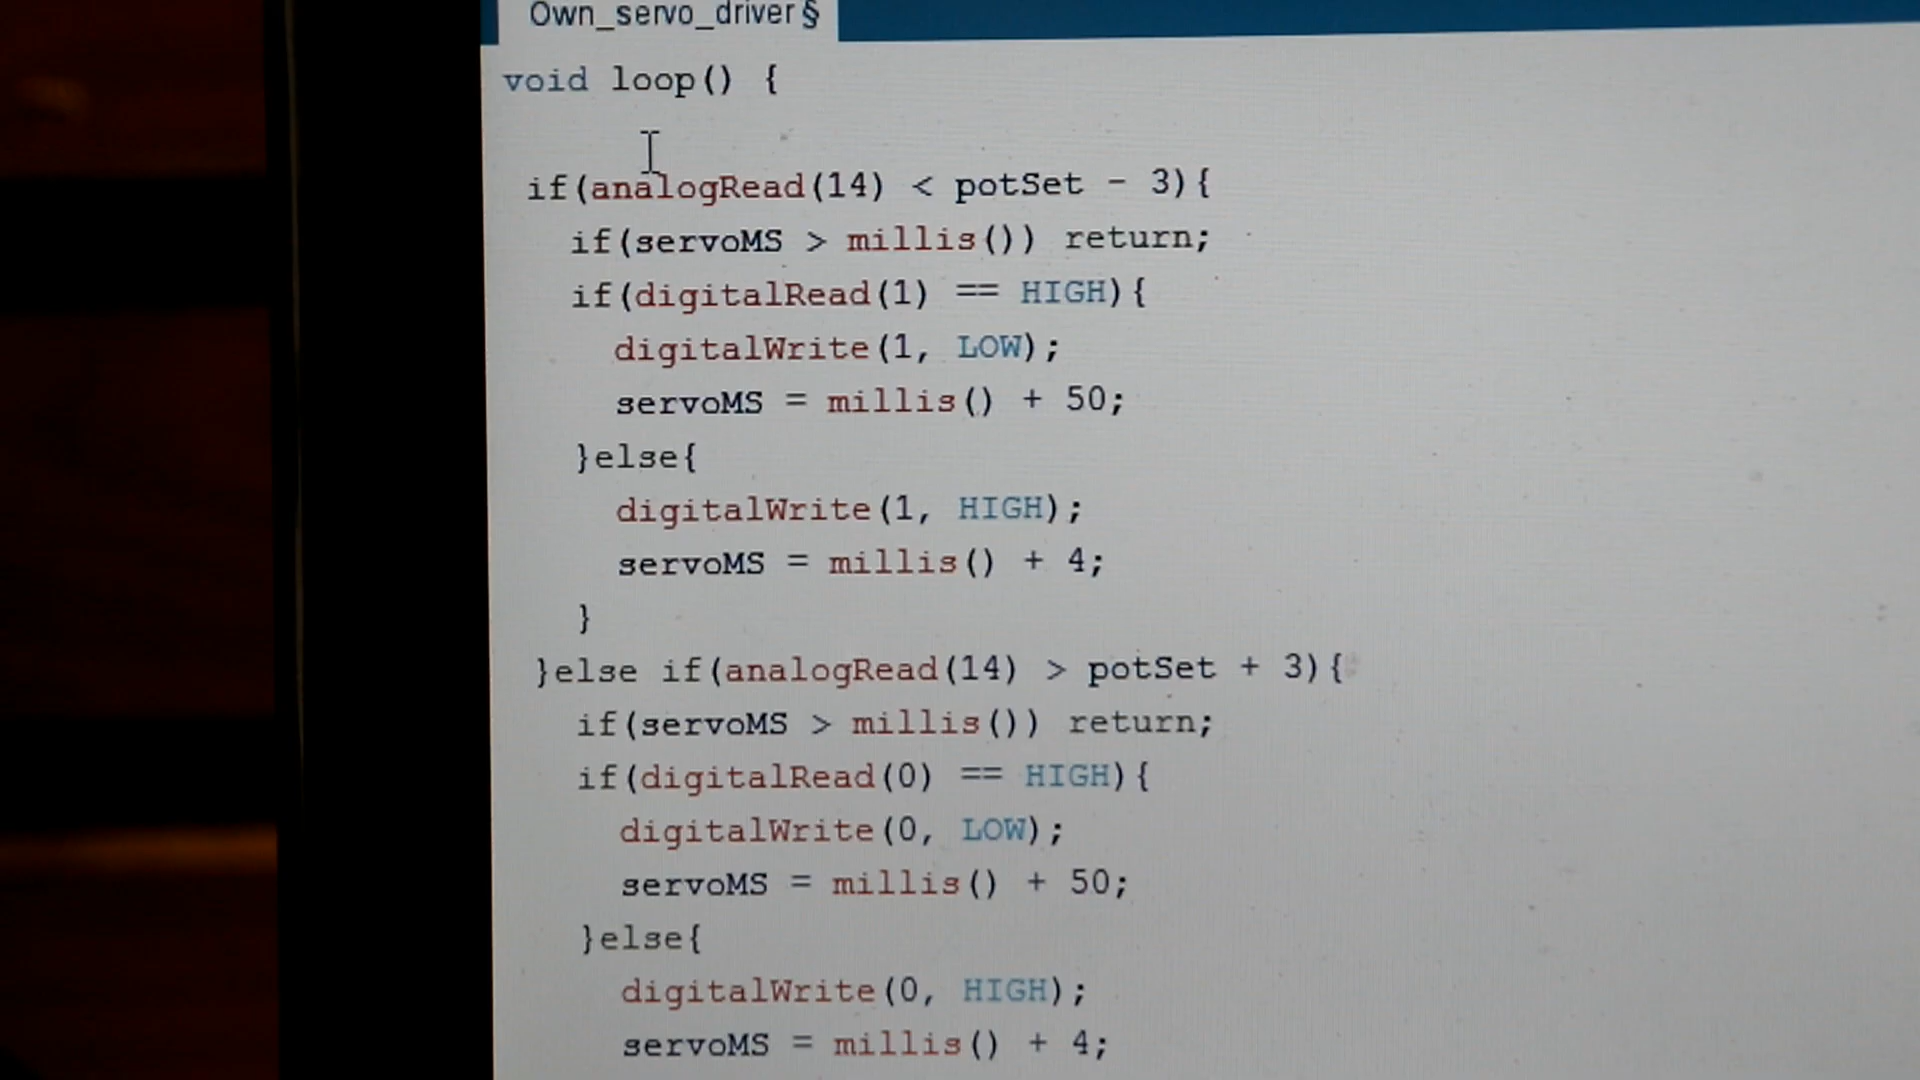 Own_servo_driver §
void loop() {
if(analogRead(14) < potSet - 3){
if(servoMS > millis()) return;
if(digitalRead(1) == HIGH){
digitalWrite(1, LOW);
servoMS = millis() + 50;
}else{
digitalWrite(1, HIGH);
servoMS = millis() + 4;
}
}else if(analogRead(14) > potSet + 3){
if(servoMS > millis()) return;
if(digitalRead(0) == HIGH){
digitalWrite(0, LOW);
servoMS = millis() + 50;
}else{
digitalWrite(0, HIGH);
servoMS = millis() + 4;